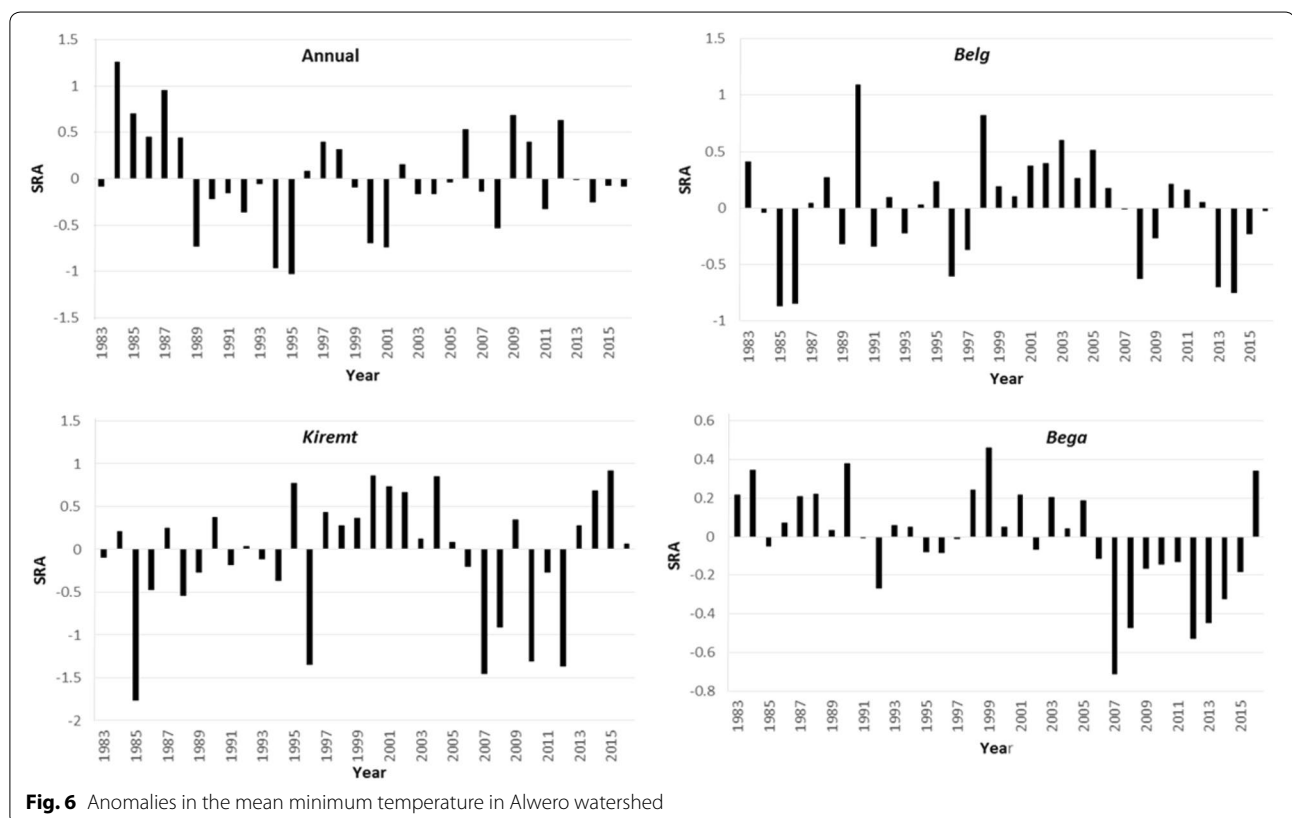 Annual
1.5
1
0.5
0
-0.5
-1
-1.5
SRA
1983 1985 1987 1989 1991 1993 1995 1997 1999 2001 2003 2005 2007 2009 2011 2013 2015
Year
Belg
1.5
1
0.5
0
-0.5
-1
SRA
1983 1985 1987 1989 1991 1993 1995 1997 1999 2001 2003 2005 2007 2009 2011 2013 2015
Year
Kiremt
1.5
1
0.5
0
-0.5
-1
-1.5
-2
SRA
1983 1985 1987 1989 1991 1993 1995 1997 1999 2001 2003 2005 2007 2009 2011 2013 2015
Year
Bega
0.6
0.4
0.2
0
-0.2
-0.4
-0.6
-0.8
SRA
1983 1985 1987 1989 1991 1993 1995 1997 1999 2001 2003 2005 2007 2009 2011 2013 2015
Year
Fig. 6 Anomalies in the mean minimum temperature in Alwero watershed